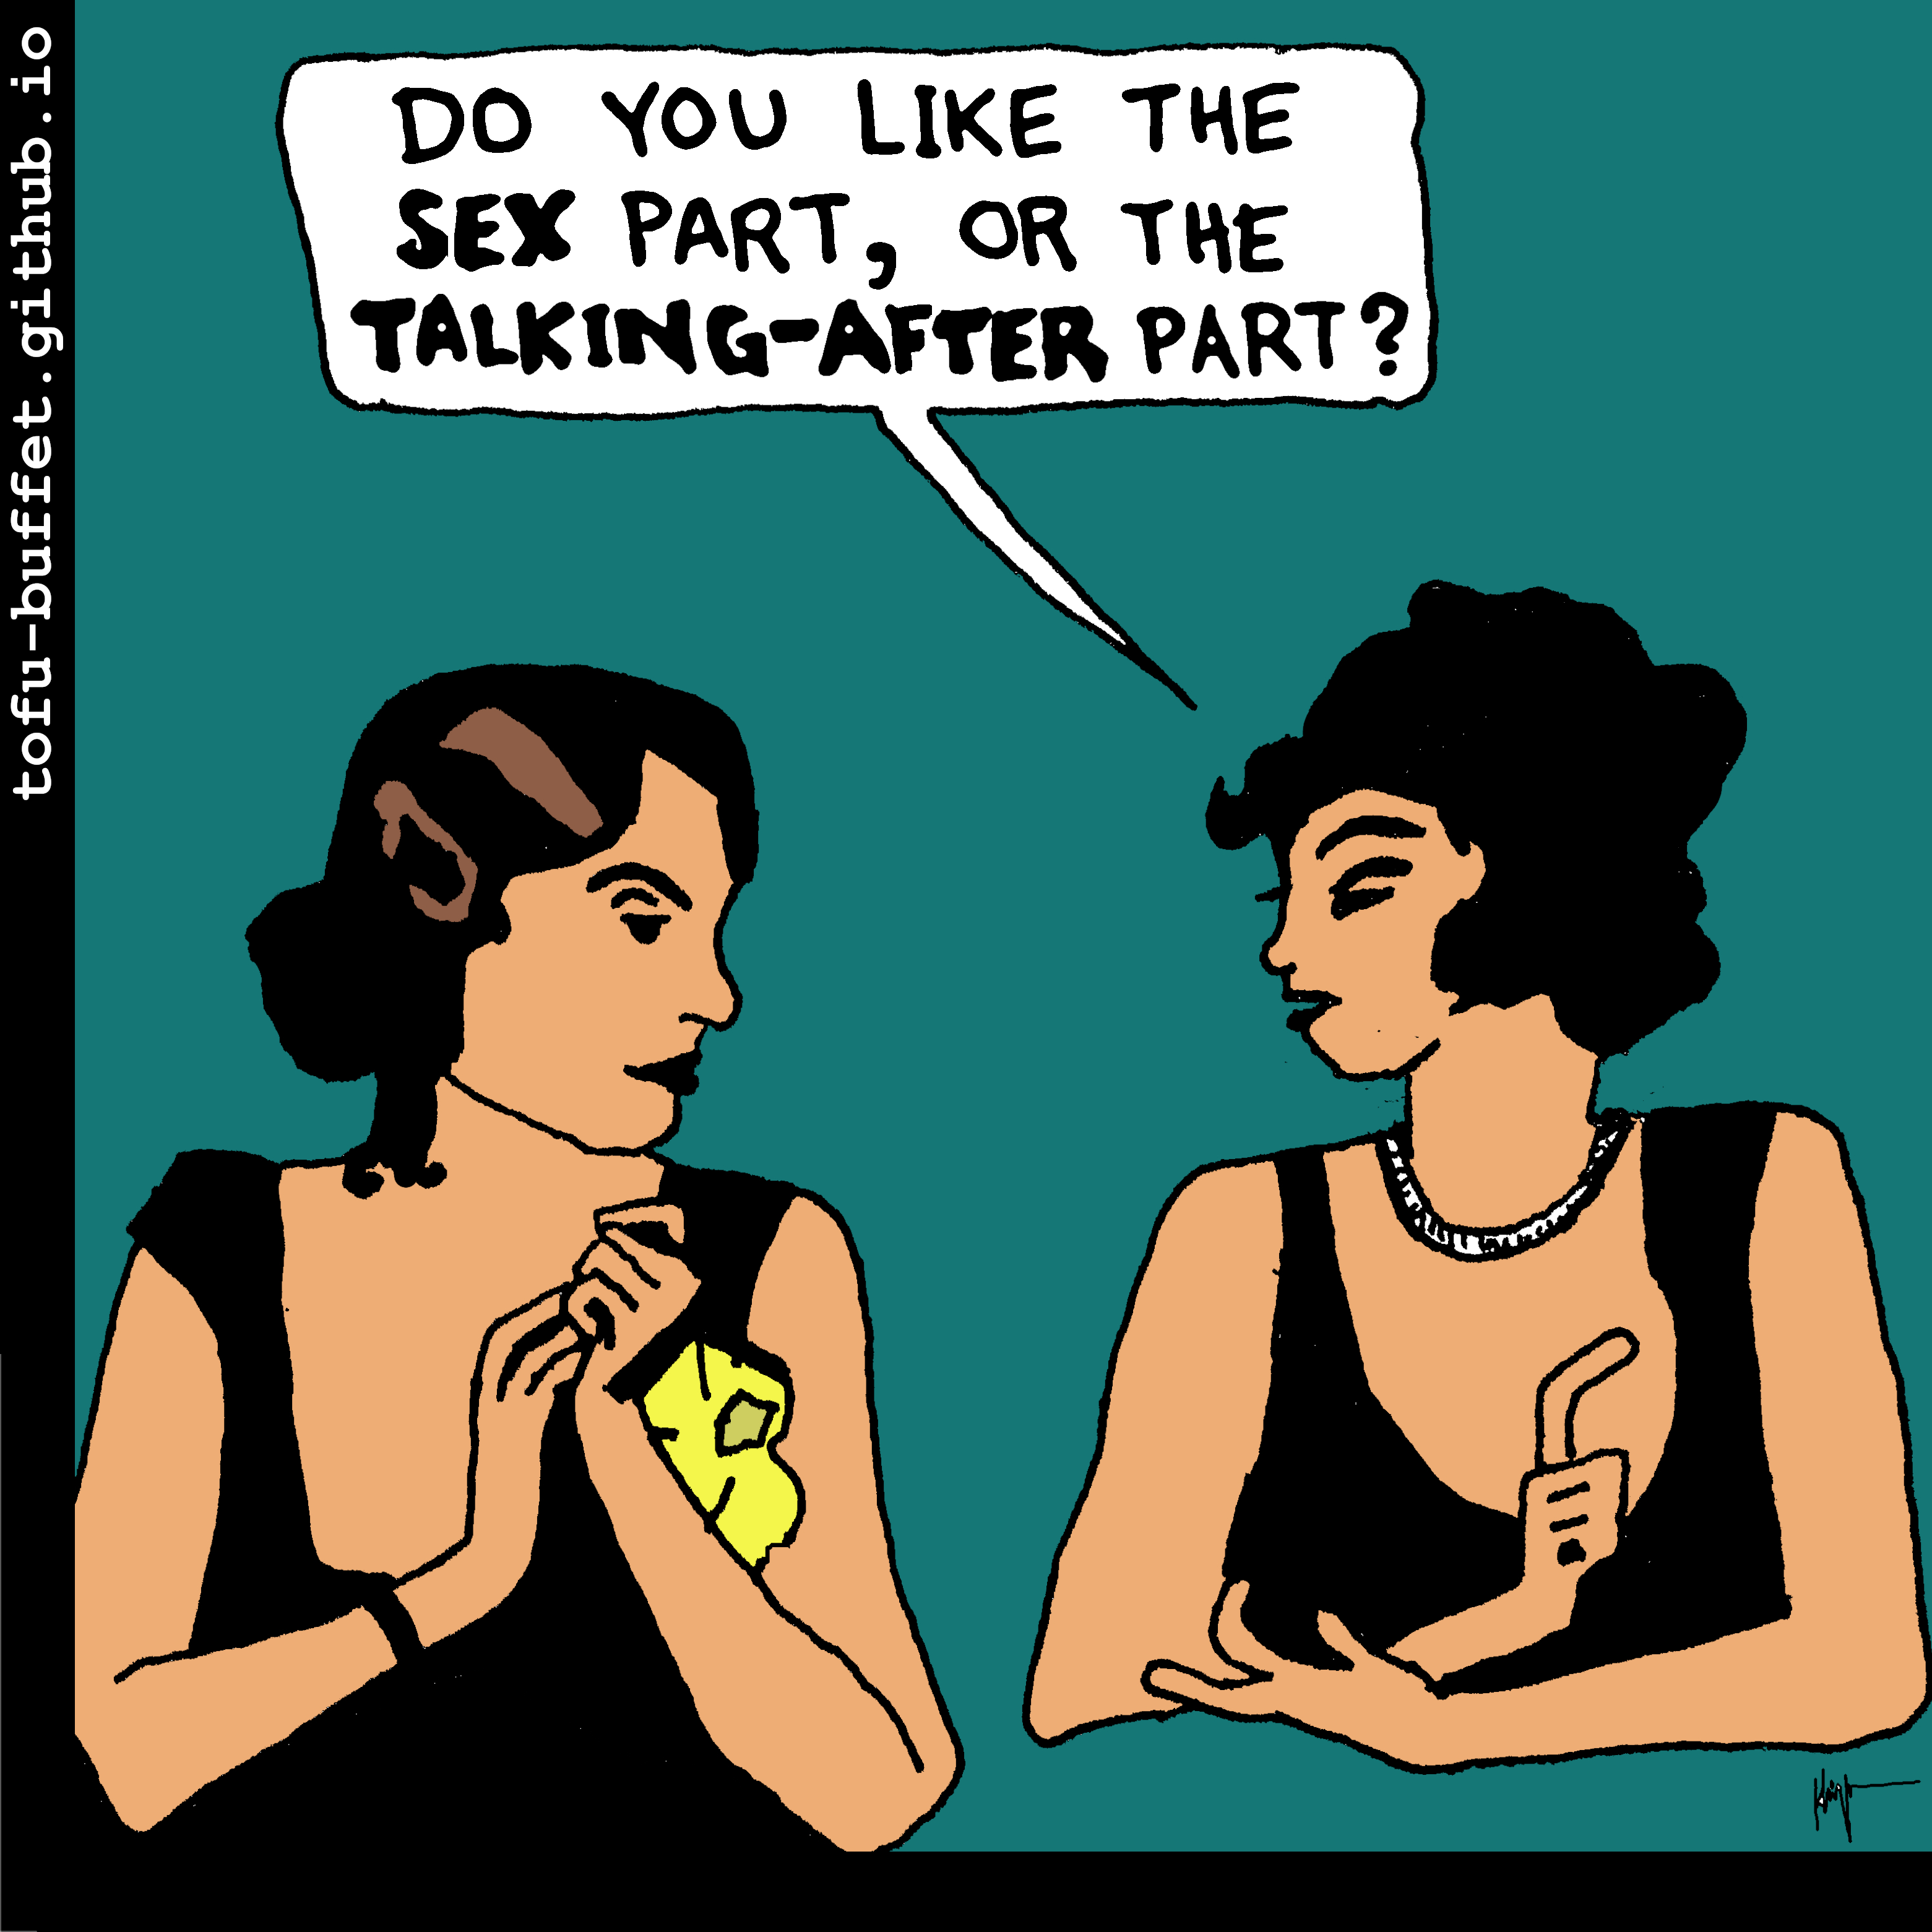 tofu-buffet.github.io
DO YOU LIKE THE
SEX PART, OR THE
TALKING-AFTER PART?